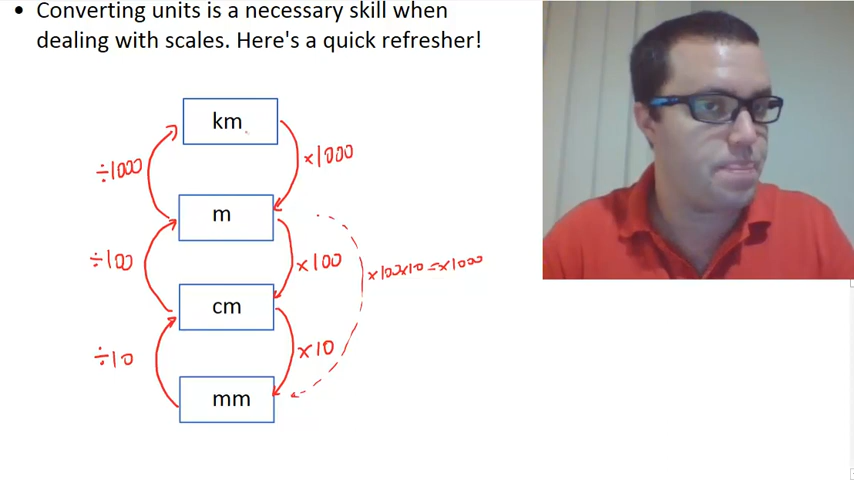 • Converting units is a necessary skill when
dealing with scales. Here's a quick refresher!
km
÷1000
×1000
m
÷100
×100
×100×10=×1000
cm
÷10
×10
mm